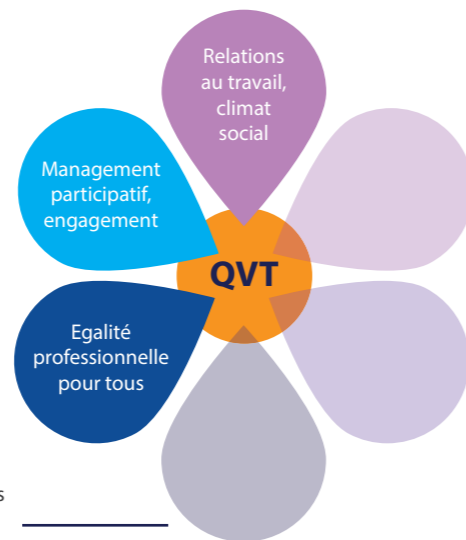 Relations
au travail,
climat
social
Management
participatif,
engagement
QVT
Egalité
professionnelle
pour tous
s